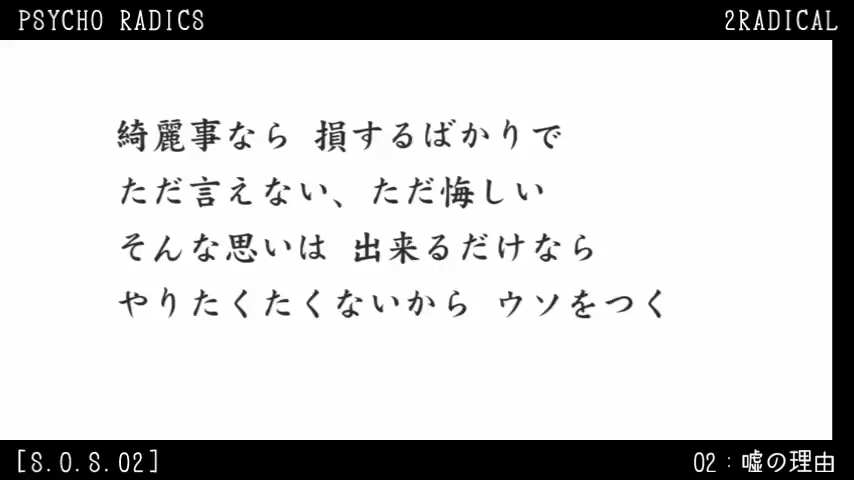 PSYCHO RADICS
2RADICAL
綺麗事なら 損するばかりで
ただ言えない、ただ悔しい
そんな思いは 出来るだけなら
やりたくたくないから ウソをつく
[S.O.S.02]
02：嘘の理由